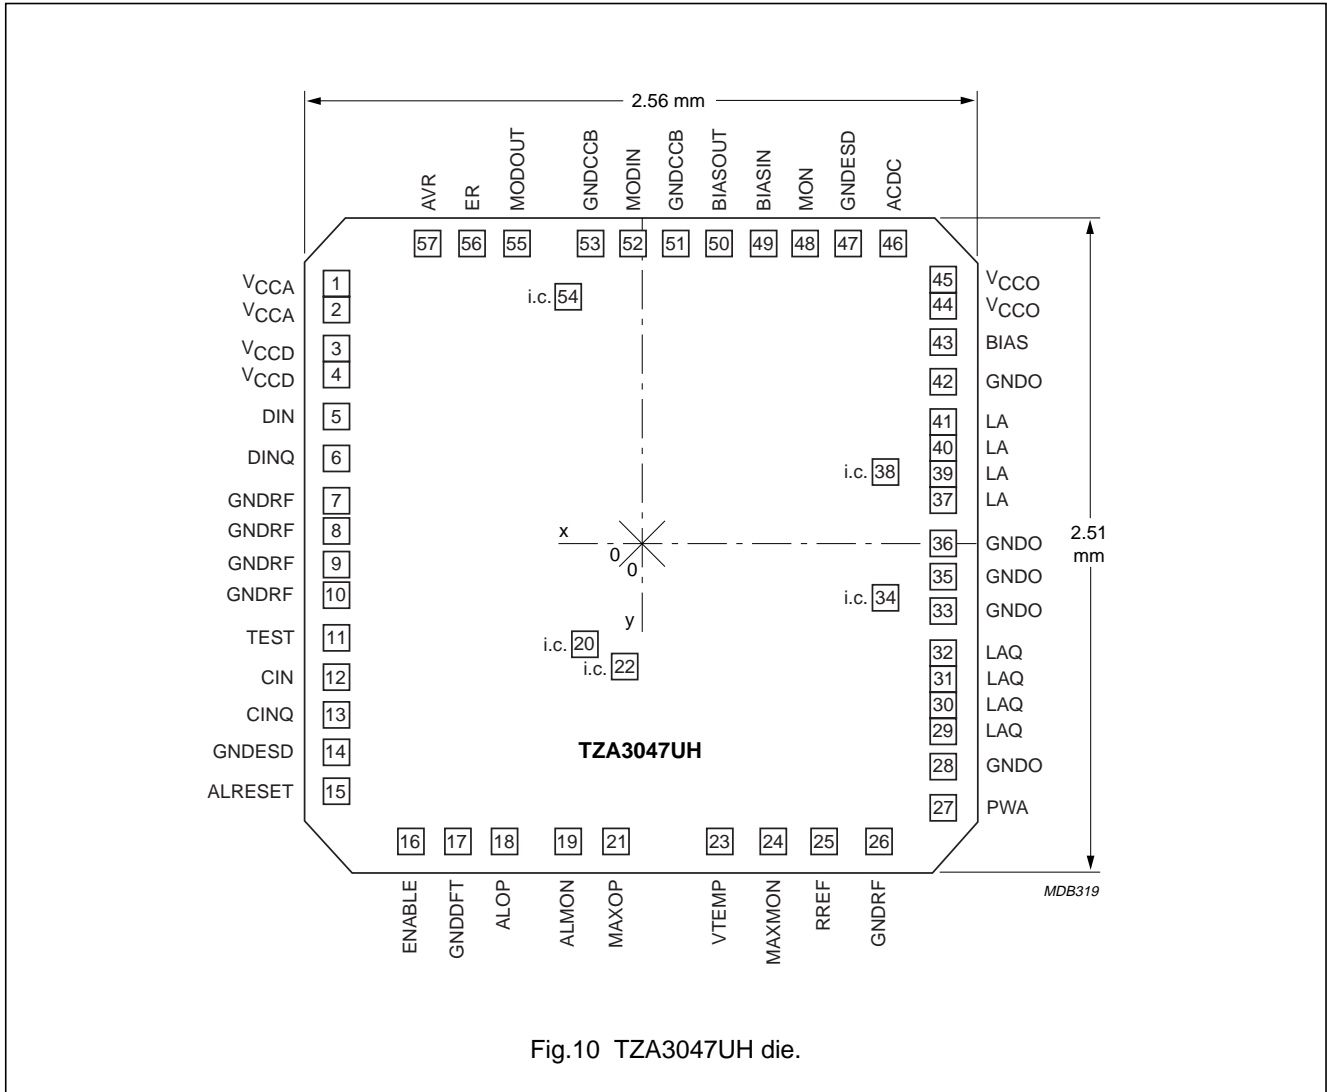 2.56 mm
AVR
ER
MODOUT
GNDCCB
MODIN
GNDCCB
BIASOUT
BIASIN
MON
GNDESD
ACDC
57
56
55
53
52
51
50
49
48
47
46
VCCA 1
VCCA 2
VCCD 3
VCCD 4
DIN 5
DINQ 6
GNDRF 7
GNDRF 8
GNDRF 9
GNDRF 10
TEST 11
CIN 12
CINQ 13
GNDESD 14
ALRESET 15
i.c. 54
i.c. 38
i.c. 34
i.c. 20
i.c. 22
x
0
0
y
TZA3047UH
45 VCCO
44 VCCO
43 BIAS
42 GNDO
41 LA
40 LA
39 LA
37 LA
36 GNDO
35 GNDO
33 GNDO
32 LAQ
31 LAQ
30 LAQ
29 LAQ
28 GNDO
27 PWA
2.51
mm
16
17
18
19
21
23
24
25
26
ENABLE
GNDDFT
ALOP
ALMON
MAXOP
VTEMP
MAXMON
RREF
GNDRF
MDB319
Fig.10 TZA3047UH die.